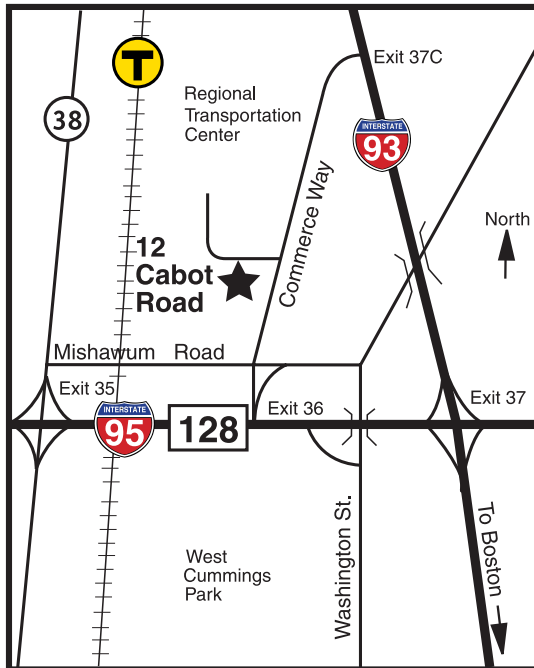 T
Exit 37C
Regional
Transportation
Center
38
INTERSTATE
93
Commerce Way
North
12
Cabot
Road
Mishawum Road
Exit 35
INTERSTATE
95
128
Exit 36
Exit 37
West
Cummings
Park
Washington St.
To Boston